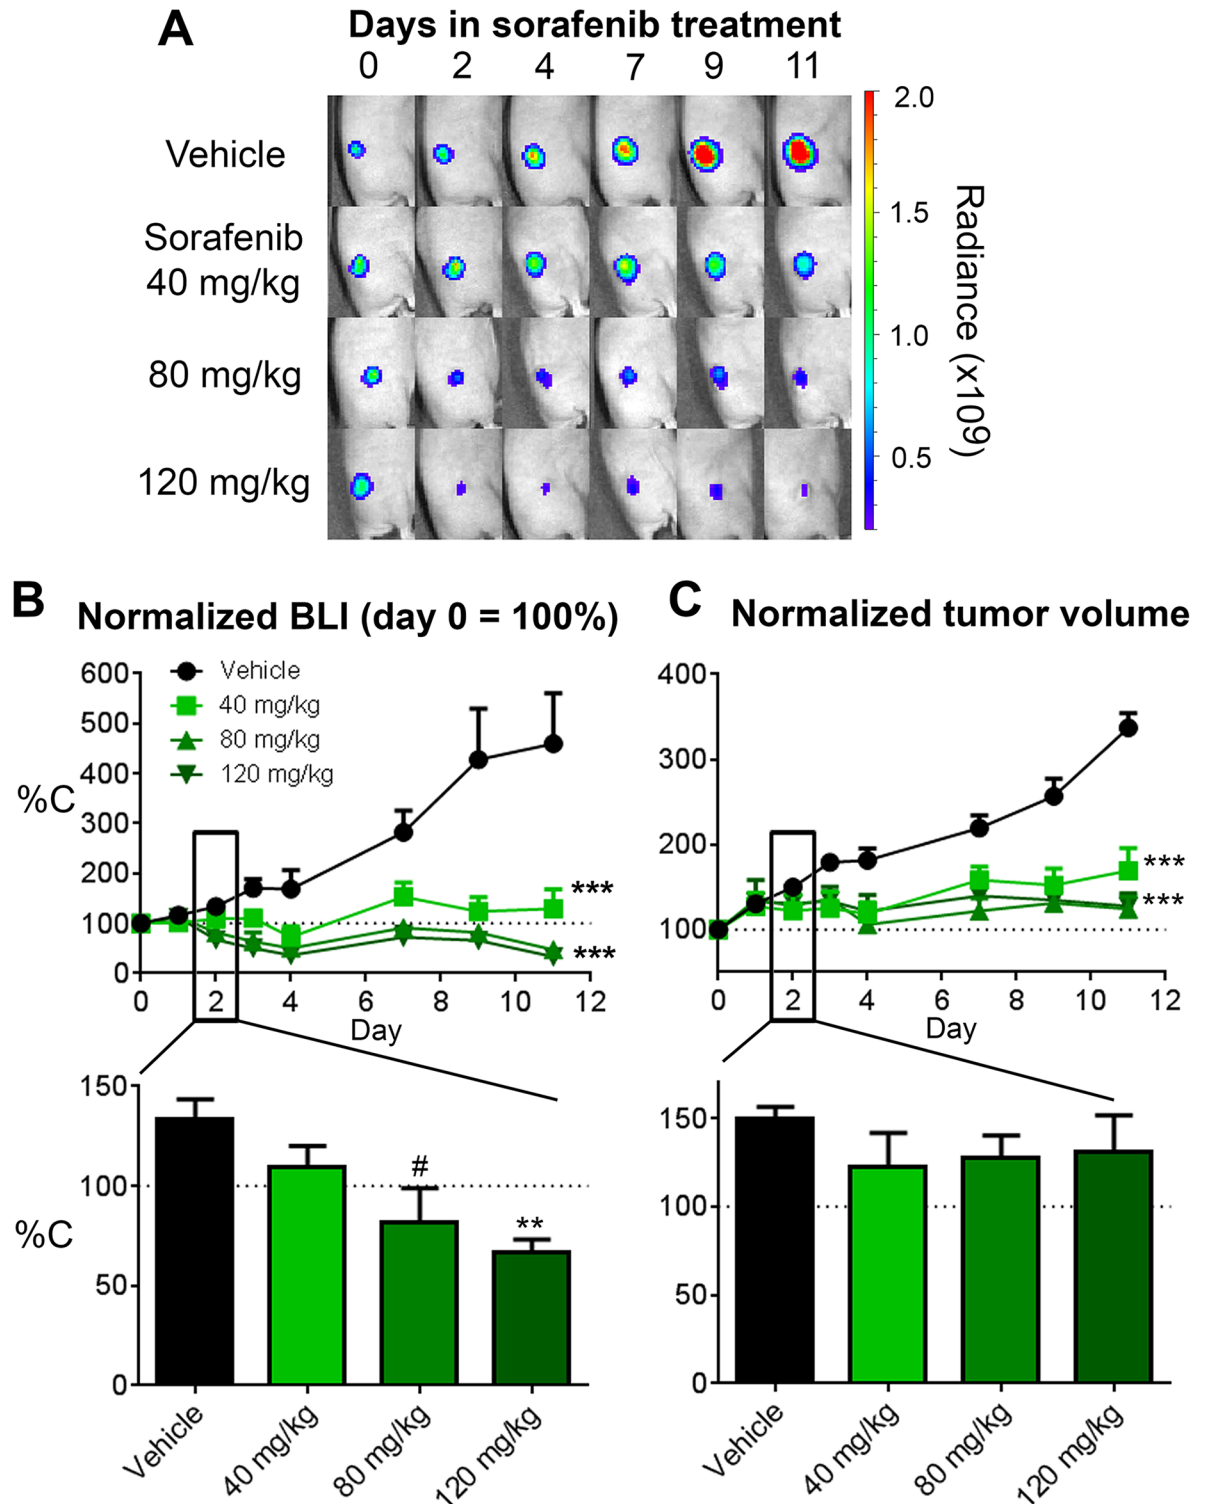 A
Days in sorafenib treatment
0 2 4 7 9 11
Vehicle
Sorafenib
40 mg/kg
80 mg/kg
120 mg/kg
2.0
1.5
1.0
0.5
Radiance (x109)
B
Normalized BLI (day 0 = 100%)
600
500
400
300
200
100
0
%C
Vehicle
40 mg/kg
80 mg/kg
120 mg/kg
***
***
0 2 4 6 8 10 12
Day
150
100
50
0
%C
#
**
Vehicle
40 mg/kg
80 mg/kg
120 mg/kg
C
Normalized tumor volume
400
300
200
100
***
***
0 2 4 6 8 10 12
Day
150
100
50
0
Vehicle
40 mg/kg
80 mg/kg
120 mg/kg